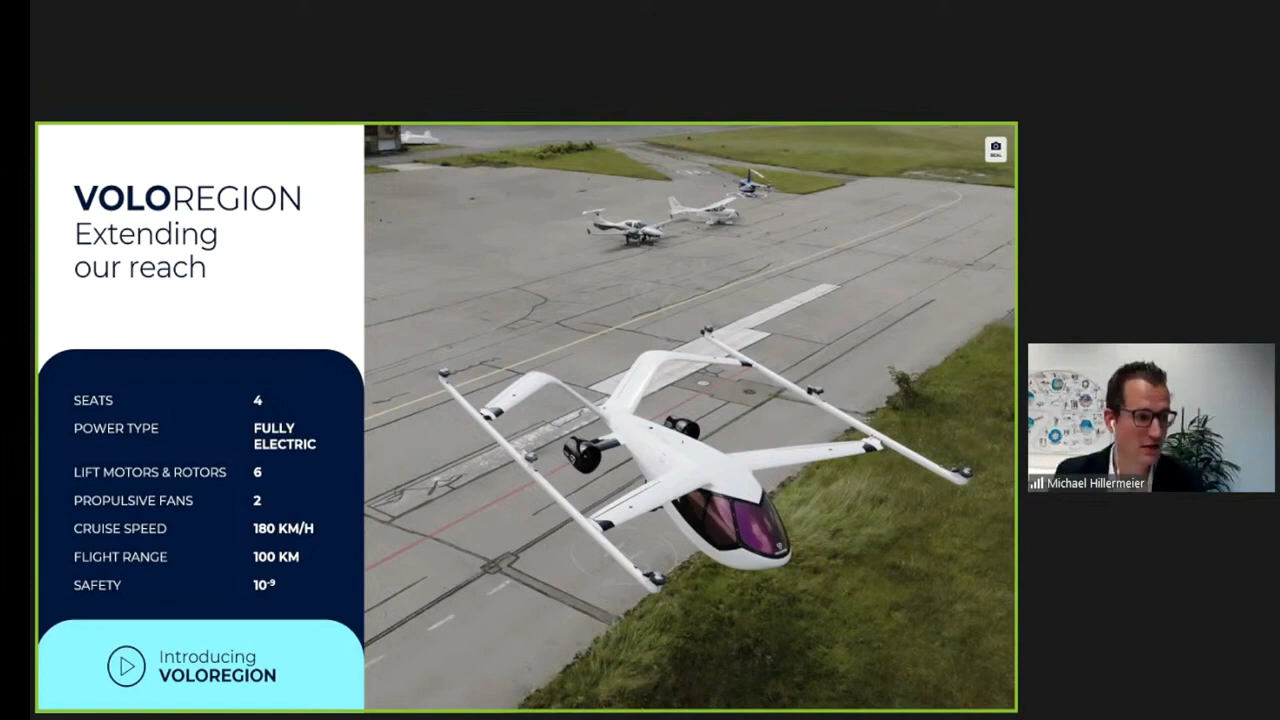 VOLOREGION
Extending
our reach
SEATS 4
POWER TYPE FULLY
ELECTRIC
LIFT MOTORS & ROTORS 6
PROPULSIVE FANS 2
CRUISE SPEED 180 KM/H
FLIGHT RANGE 100 KM
SAFETY 10⁻⁹
Introducing
VOLOREGION
REAL
Michael Hillermeier